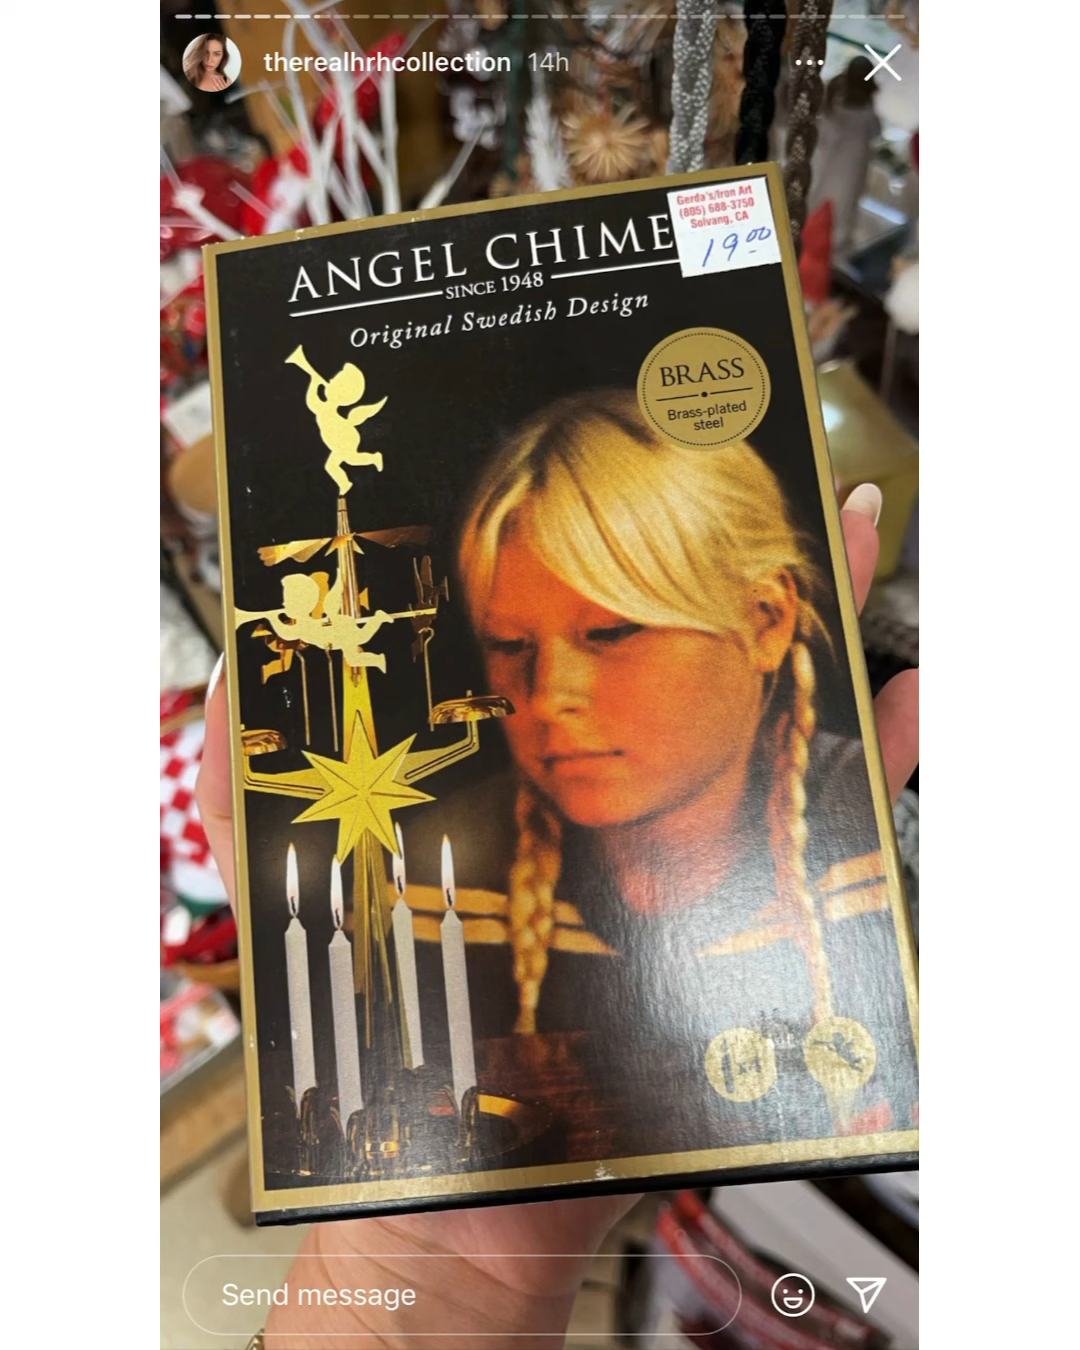 therealhrhcollection 14h
Gerda's/Iron Art
(805) 688-3750
Solvang, CA
19.00
ANGEL CHIME
SINCE 1948
Original Swedish Design
BRASS
Brass-plated
steel
x4
Send message